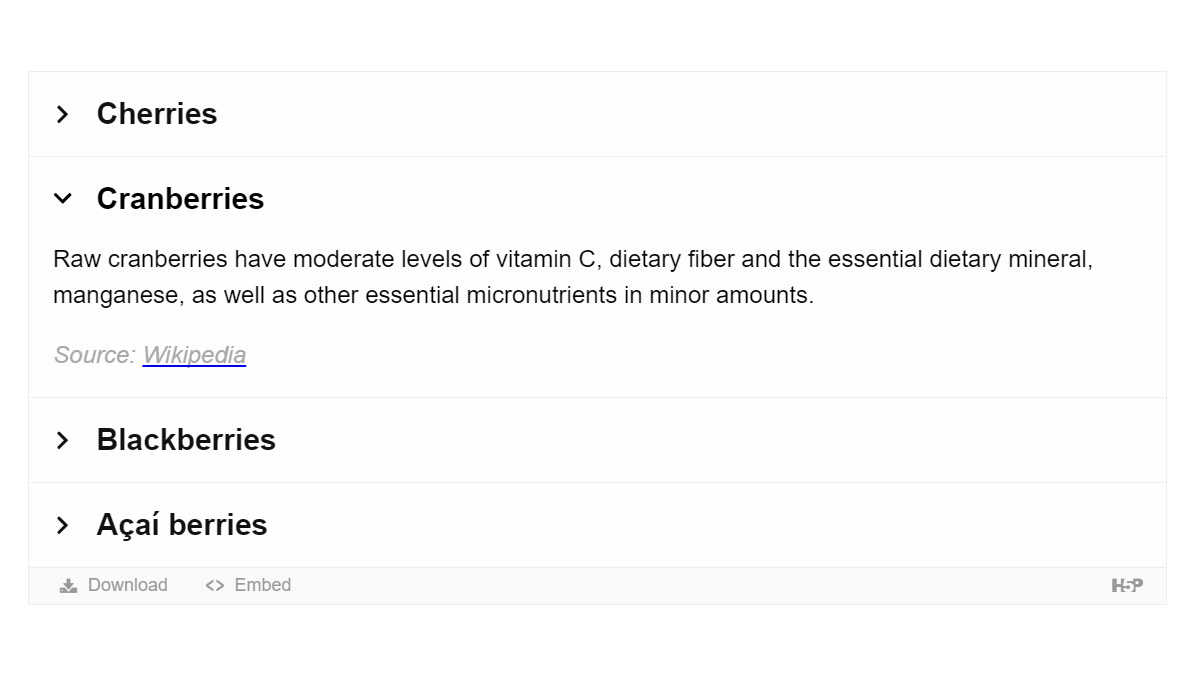 Cherries
Cranberries
Raw cranberries have moderate levels of vitamin C, dietary fiber and the essential dietary mineral,
manganese, as well as other essential micronutrients in minor amounts.
Source: Wikipedia
Blackberries
Açaí berries
Download <> Embed H5P